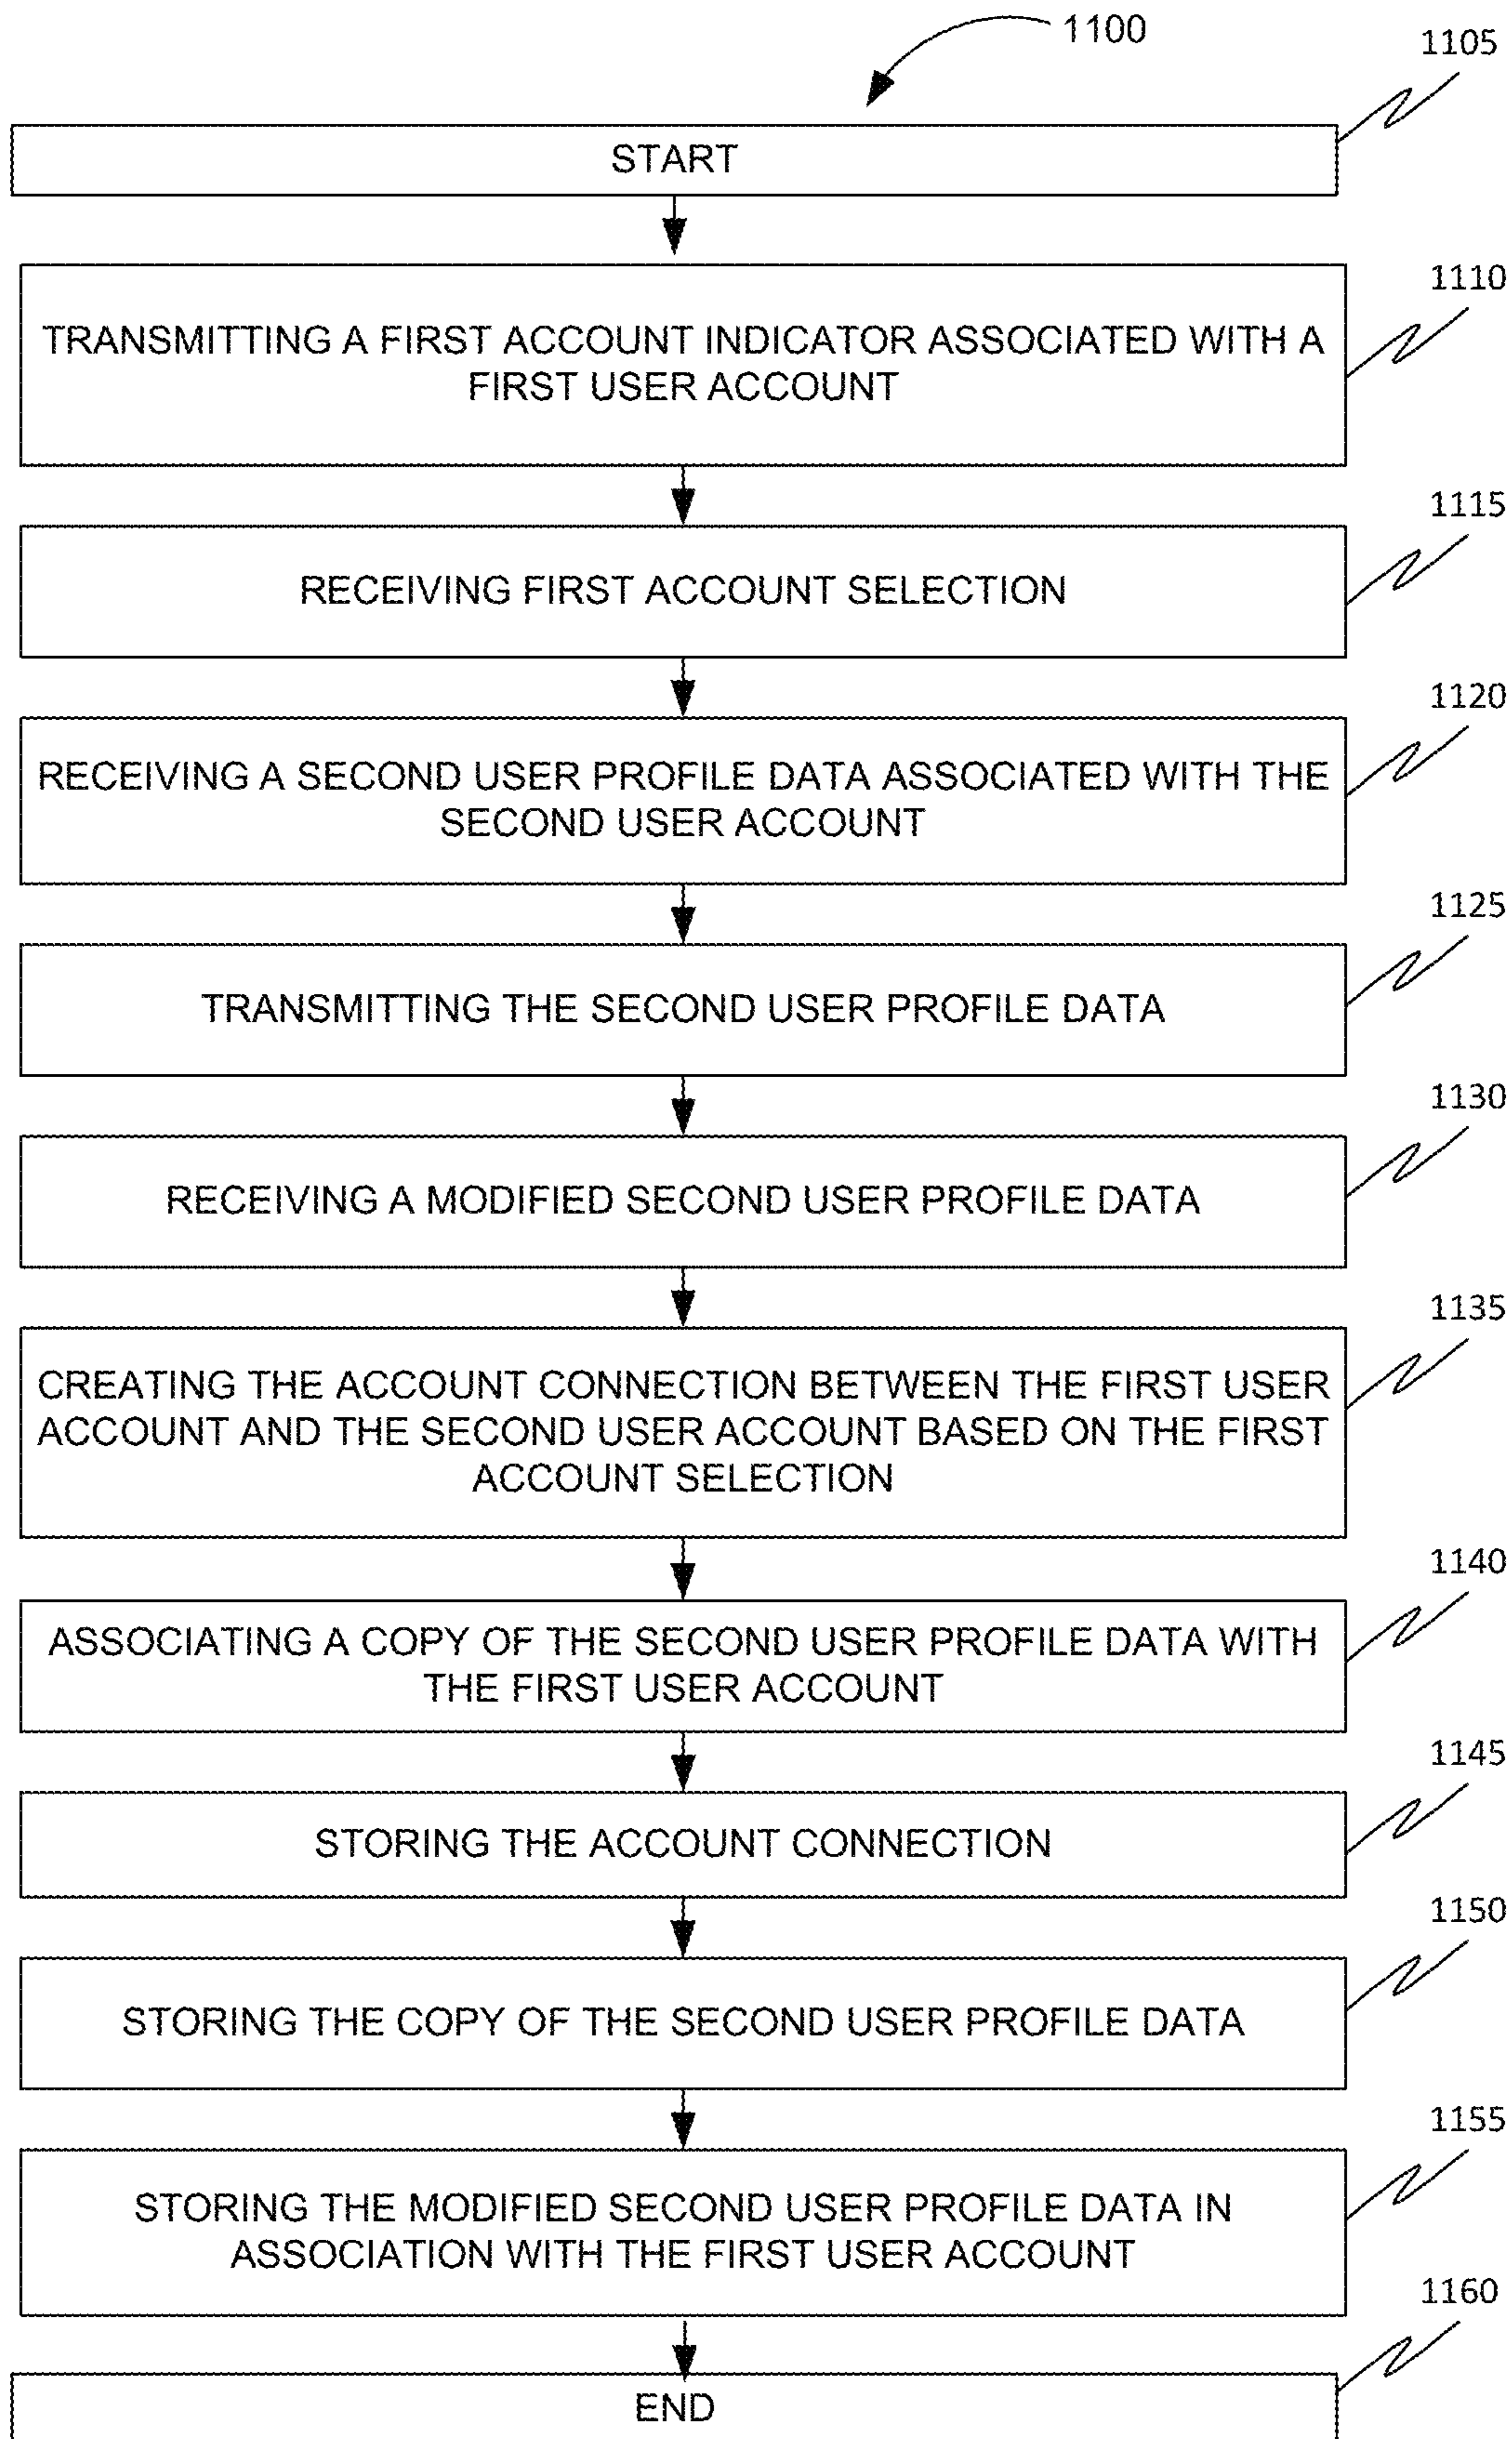 1100
1105
START
1110
TRANSMITTING A FIRST ACCOUNT INDICATOR ASSOCIATED WITH A
FIRST USER ACCOUNT
1115
RECEIVING FIRST ACCOUNT SELECTION
1120
RECEIVING A SECOND USER PROFILE DATA ASSOCIATED WITH THE
SECOND USER ACCOUNT
1125
TRANSMITTING THE SECOND USER PROFILE DATA
1130
RECEIVING A MODIFIED SECOND USER PROFILE DATA
1135
CREATING THE ACCOUNT CONNECTION BETWEEN THE FIRST USER
ACCOUNT AND THE SECOND USER ACCOUNT BASED ON THE FIRST
ACCOUNT SELECTION
1140
ASSOCIATING A COPY OF THE SECOND USER PROFILE DATA WITH
THE FIRST USER ACCOUNT
1145
STORING THE ACCOUNT CONNECTION
1150
STORING THE COPY OF THE SECOND USER PROFILE DATA
1155
STORING THE MODIFIED SECOND USER PROFILE DATA IN
ASSOCIATION WITH THE FIRST USER ACCOUNT
1160
END